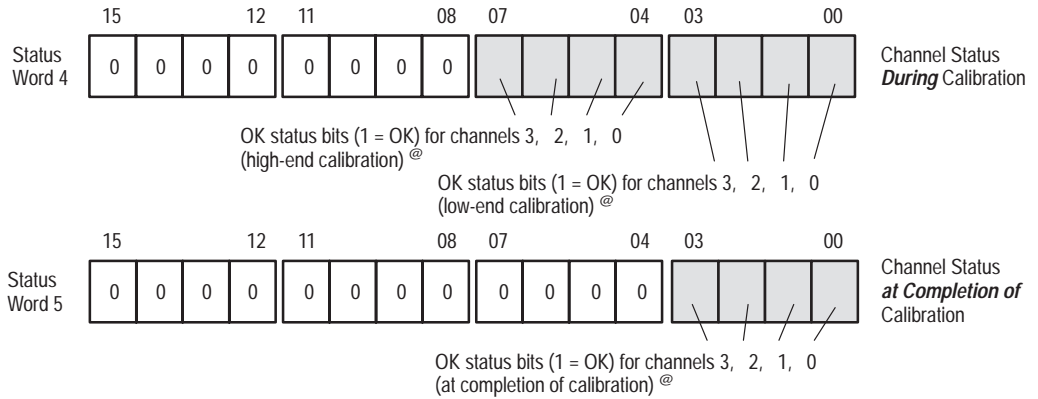 15 12 11 08 07 04 03 00
Status
Word 4
0 0 0 0 0 0 0 0
Channel Status
During Calibration
OK status bits (1 = OK) for channels 3, 2, 1, 0
(high-end calibration) @
OK status bits (1 = OK) for channels 3, 2, 1, 0
(low-end calibration) @
15 12 11 08 07 04 03 00
Status
Word 5
0 0 0 0 0 0 0 0 0 0 0 0
Channel Status
at Completion of
Calibration
OK status bits (1 = OK) for channels 3, 2, 1, 0
(at completion of calibration) @